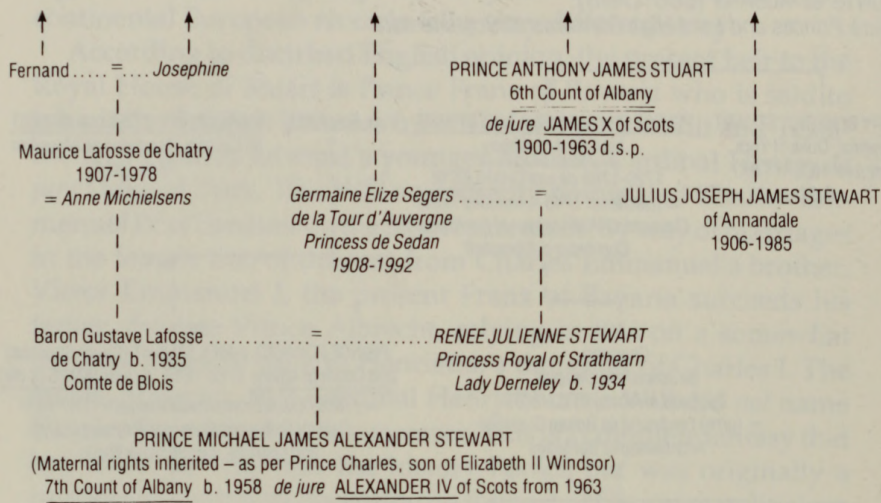 Fernand ..... = .... Josephine
PRINCE ANTHONY JAMES STUART
6th Count of Albany
de jure JAMES X of Scots
1900-1963 d.s.p.
Maurice Lafosse de Chatry
1907-1978
= Anne Michielsens
Germaine Elize Segers ......... = ......... JULIUS JOSEPH JAMES STEWART
de la Tour d'Auvergne
Princess de Sedan
1908-1992
of Annandale
1906-1985
Baron Gustave Lafosse .............. = .............. RENEE JULIENNE STEWART
de Chatry b. 1935
Comte de Blois
Princess Royal of Strathearn
Lady Derneley b. 1934
PRINCE MICHAEL JAMES ALEXANDER STEWART
(Maternal rights inherited – as per Prince Charles, son of Elizabeth II Windsor)
7th Count of Albany b. 1958 de jure ALEXANDER IV of Scots from 1963